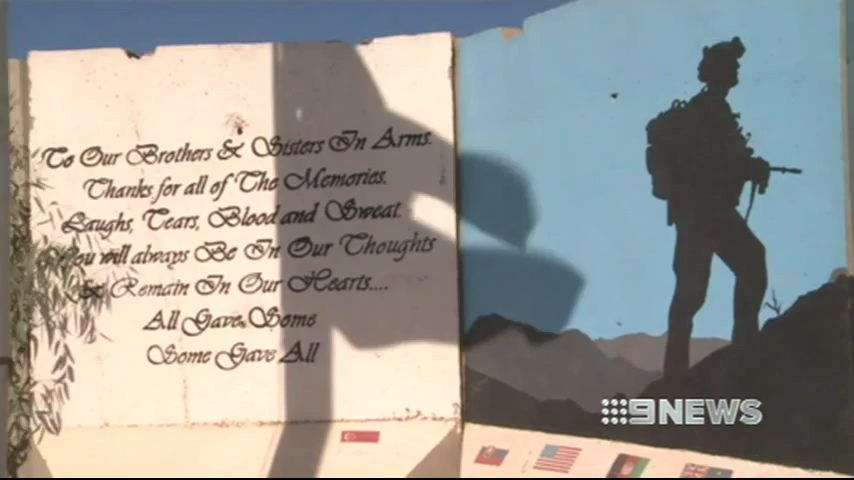 To Our Brothers & Sisters In Arms.
Thanks for all of The Memories.
Laughs, Tears, Blood and Sweat.
You will always Be In Our Thoughts
& Remain In Our Hearts....
All Gave Some
Some Gave All
9NEWS